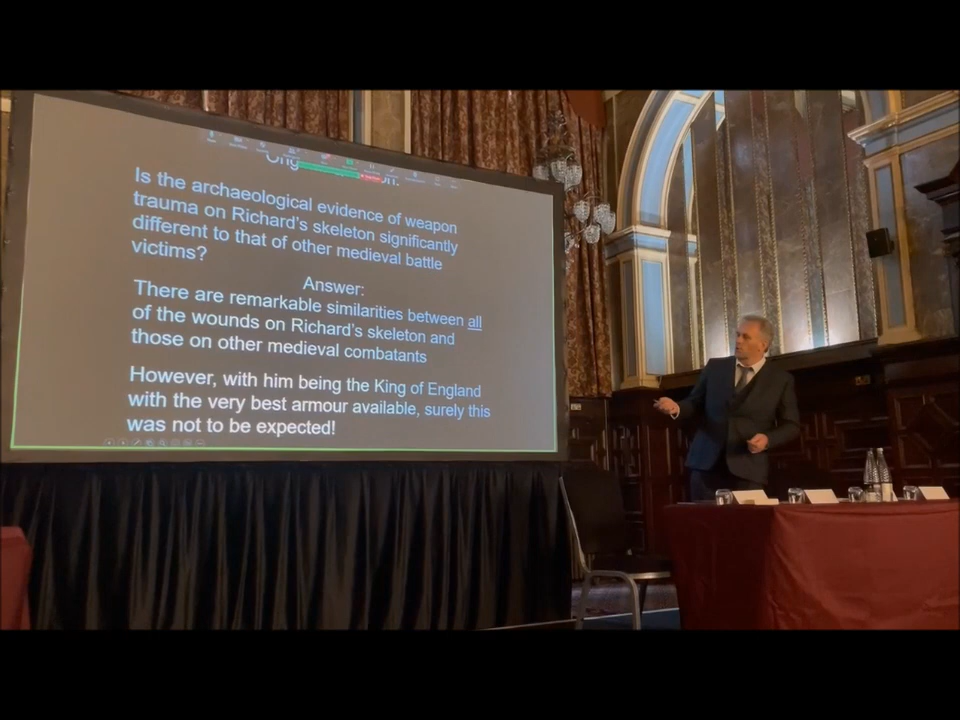 Is the archaeological evidence of weapon
trauma on Richard's skeleton significantly
different to that of other medieval battle
victims?
Answer:
There are remarkable similarities between all
of the wounds on Richard's skeleton and
those on other medieval combatants
However, with him being the King of England
with the very best armour available, surely this
was not to be expected!